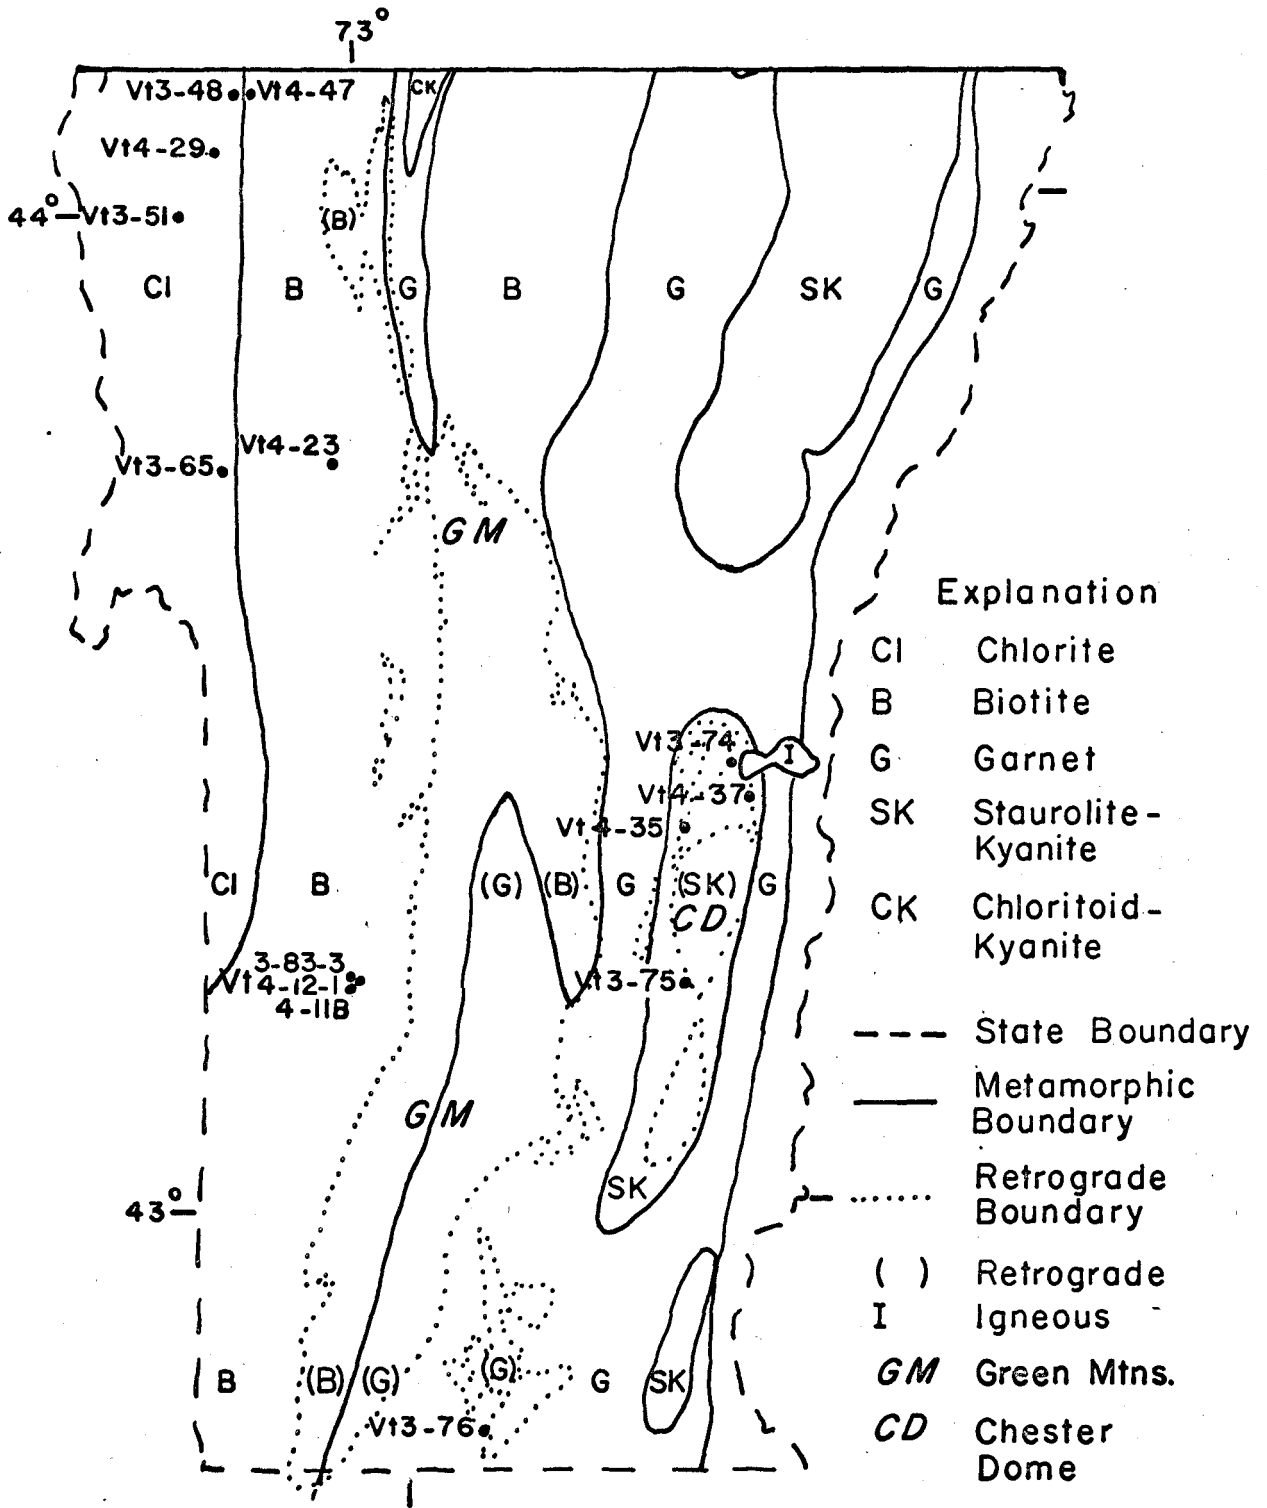 73°
CK
Vt3-48 Vt4-47
Vt4-29
44° Vt3-51 (B)
Cl B G B G SK G
Vt4-23
Vt3-65
GM
Explanation
Cl Chlorite
B Biotite
G Garnet
SK Staurolite-
Kyanite
CK Chloritoid-
Kyanite
State Boundary
Metamorphic
Boundary
Retrograde
Boundary
( ) Retrograde
I Igneous
GM Green Mtns.
CD Chester
Dome
Vt3-74 I
Vt4-37
Vt4-35
Cl B (G) (B) G (SK) G
CD
3-83-3
Vt4-12-1 Vt3-75
4-11B
GM
SK
43°
B (B) (G) (G) G SK
Vt3-76